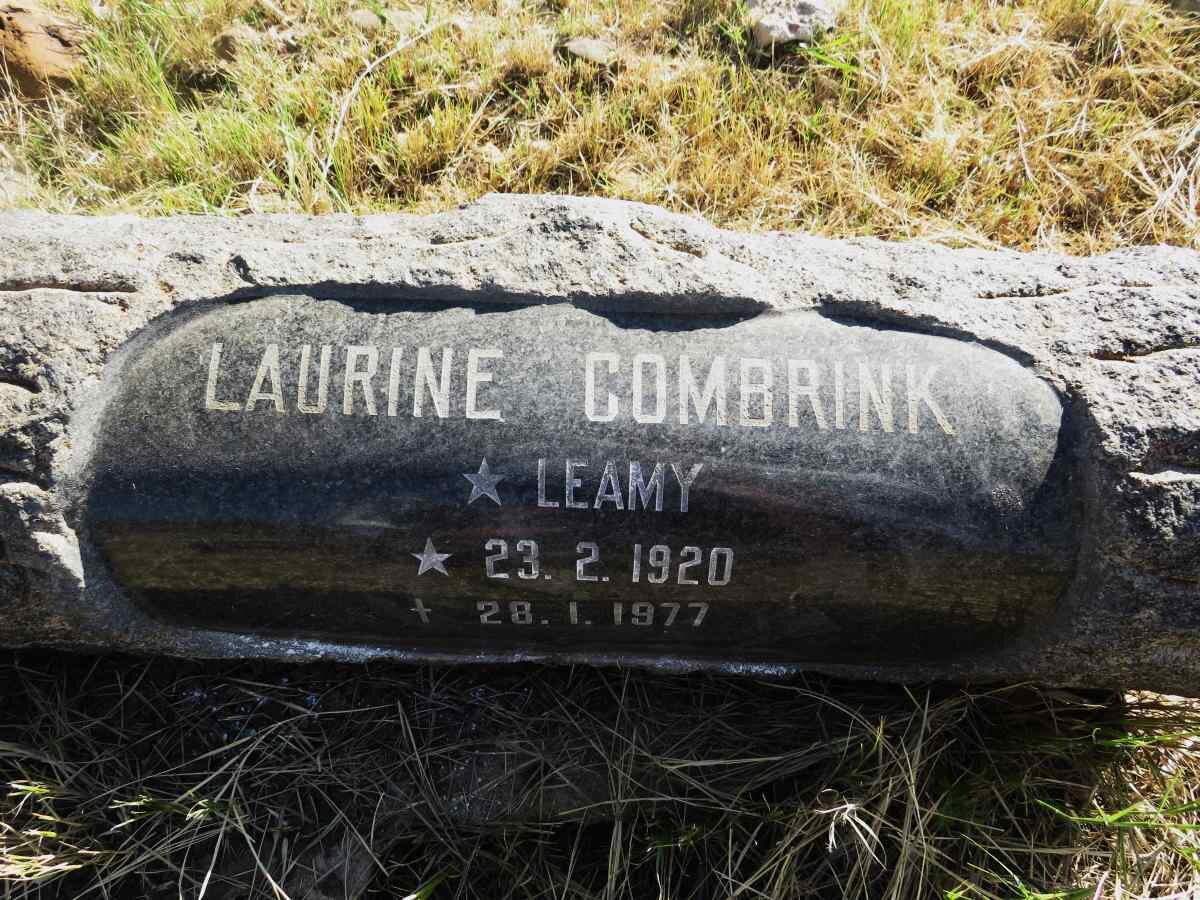 LAURINE COMBRINK
★ LEAMY
★ 23. 2. 1920
† 28. 1. 1977